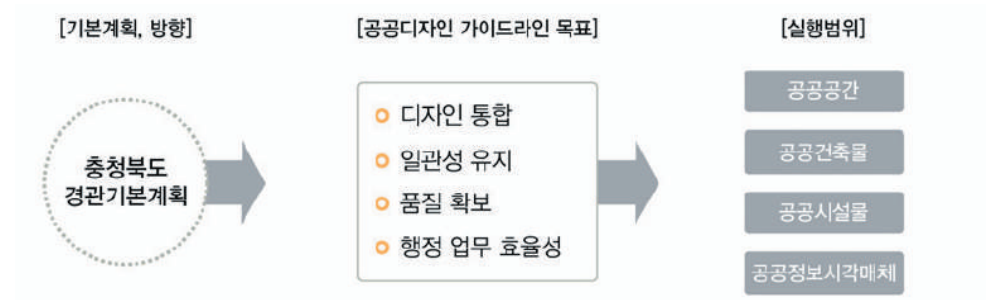 [기본계획, 방향]
충청북도
경관기본계획
[공공디자인 가이드라인 목표]
디자인 통합
일관성 유지
품질 확보
행정 업무 효율성
[실행범위]
공공공간
공공건축물
공공시설물
공공정보시각매체